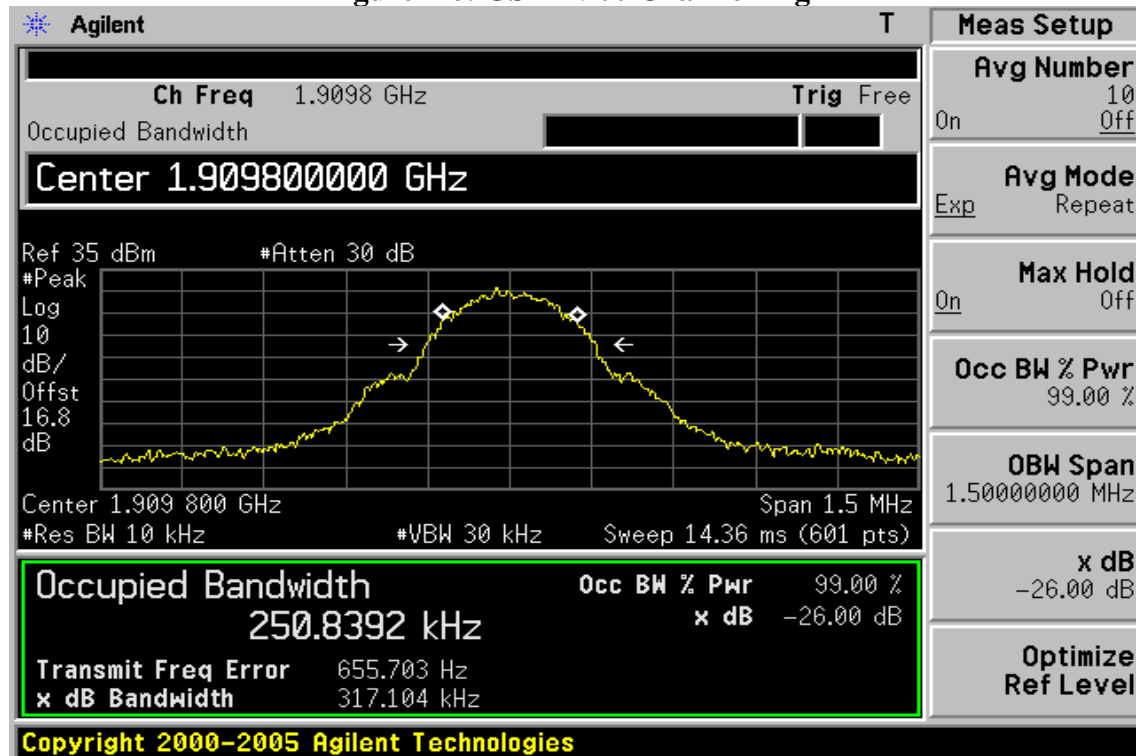 Agilent T
Ch Freq 1.9098 GHz Trig Free
Occupied Bandwidth
Center 1.909800000 GHz
Ref 35 dBm #Atten 30 dB
#Peak
Log
10
dB/
Offst
16.8
dB
Center 1.909 800 GHz Span 1.5 MHz
#Res BW 10 kHz #VBW 30 kHz Sweep 14.36 ms (601 pts)
Occupied Bandwidth Occ BW % Pwr 99.00 %
250.8392 kHz x dB -26.00 dB
Transmit Freq Error 655.703 Hz
x dB Bandwidth 317.104 kHz
Copyright 2000-2005 Agilent Technologies
Meas Setup
Avg Number
10
On Off
Avg Mode
Exp Repeat
Max Hold
On Off
Occ BW % Pwr
99.00 %
OBW Span
1.50000000 MHz
x dB
-26.00 dB
Optimize
Ref Level